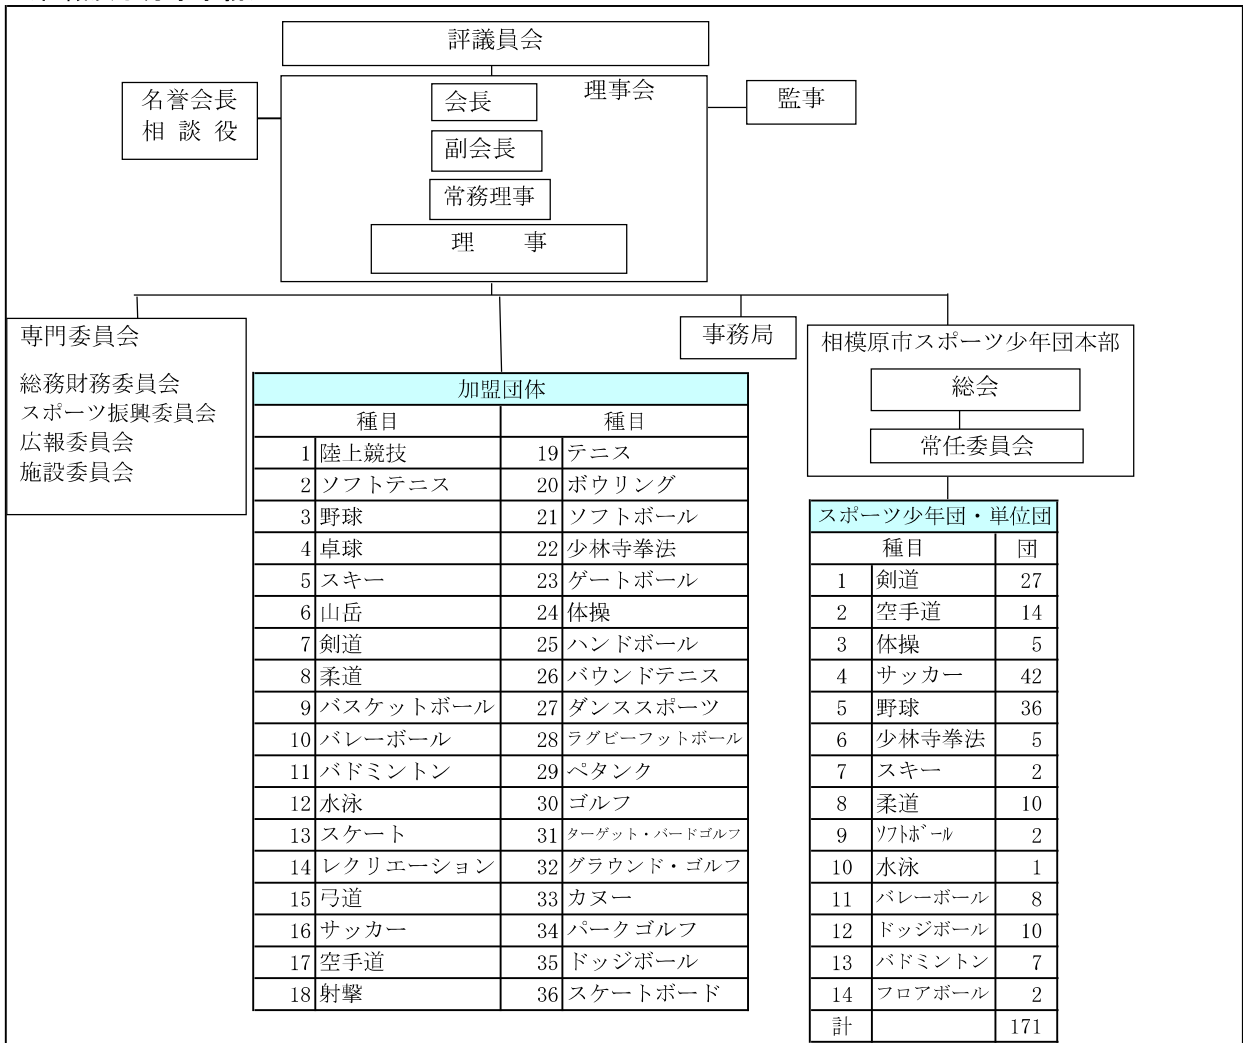 評議員会
理事会
会長
副会長
常務理事
理 事
名誉会長
相 談 役
監事
専門委員会
総務財務委員会
スポーツ振興委員会
広報委員会
施設委員会
事務局
相模原市スポーツ少年団本部
総会
常任委員会
加盟団体
種目 種目
1 陸上競技 19 テニス
2 ソフトテニス 20 ボウリング
3 野球 21 ソフトボール
4 卓球 22 少林寺拳法
5 スキー 23 ゲートボール
6 山岳 24 体操
7 剣道 25 ハンドボール
8 柔道 26 バウンドテニス
9 バスケットボール 27 ダンススポーツ
10 バレーボール 28 ラグビーフットボール
11 バドミントン 29 ペタンク
12 水泳 30 ゴルフ
13 スケート 31 ターゲット・バードゴルフ
14 レクリエーション 32 グラウンド・ゴルフ
15 弓道 33 カヌー
16 サッカー 34 パークゴルフ
17 空手道 35 ドッジボール
18 射撃 36 スケートボード
スポーツ少年団・単位団
種目 団
1 剣道 27
2 空手道 14
3 体操 5
4 サッカー 42
5 野球 36
6 少林寺拳法 5
7 スキー 2
8 柔道 10
9 ｿﾌﾄﾎﾞｰﾙ 2
10 水泳 1
11 バレーボール 8
12 ドッジボール 10
13 バドミントン 7
14 フロアボール 2
計 171